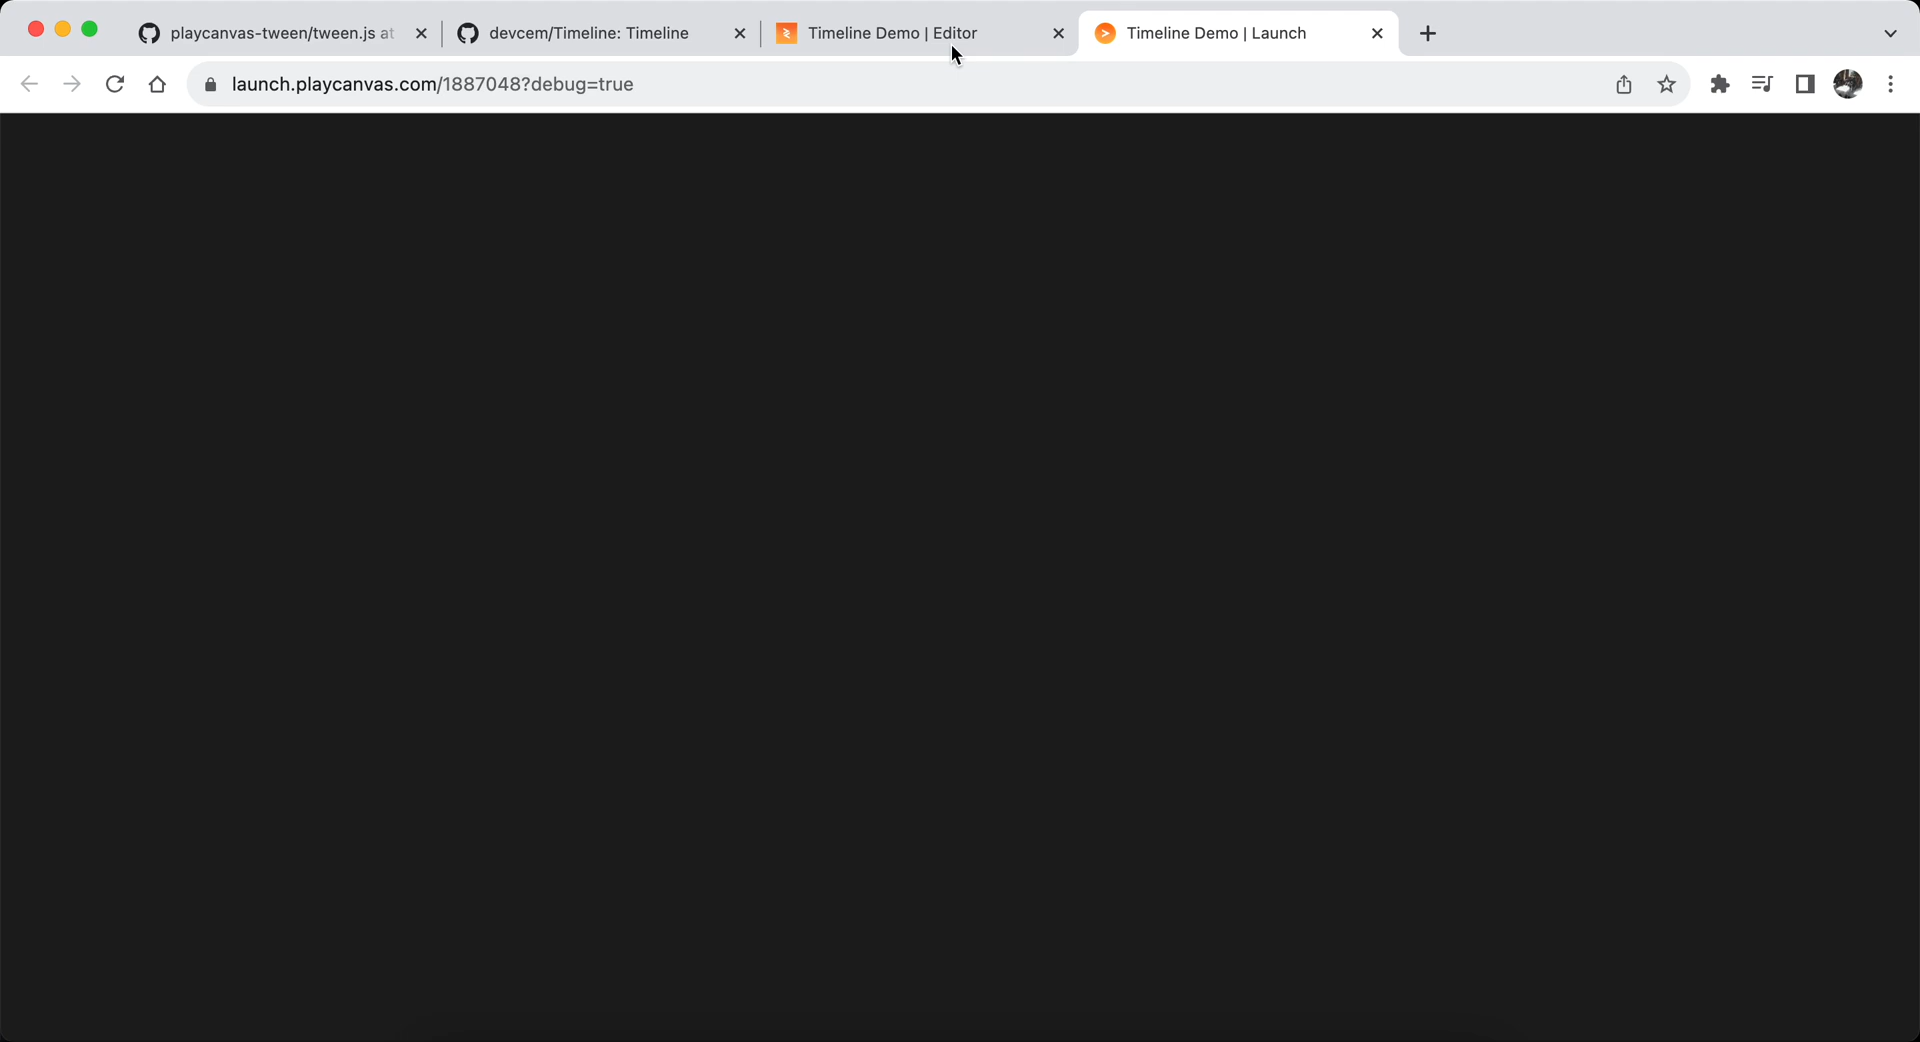 playcanvas-tween/tween.js at
devcem/Timeline: Timeline
Timeline Demo | Editor
Timeline Demo | Launch
launch.playcanvas.com/1887048?debug=true